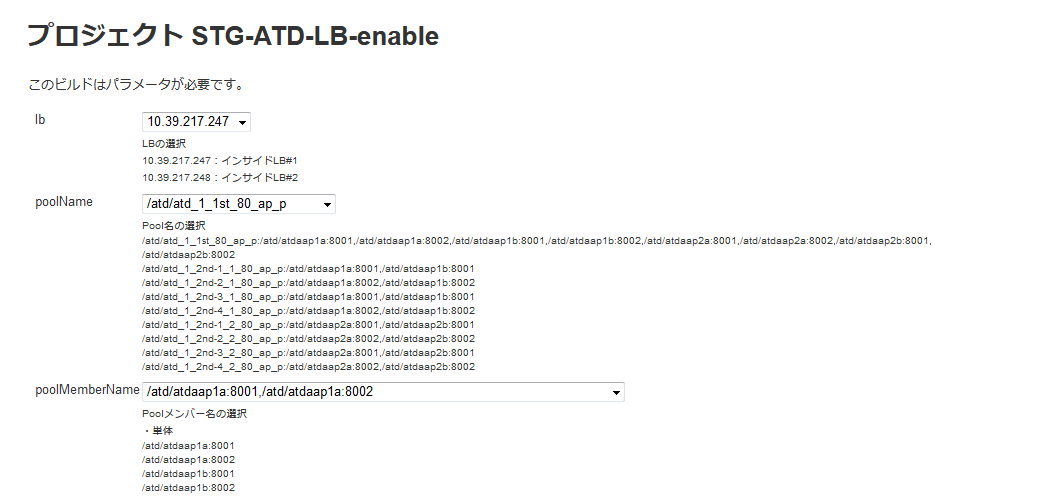 プロジェクト STG-ATD-LB-enable
このビルドはパラメータが必要です。
lb
10.39.217.247
LBの選択
10.39.217.247：インサイドLB#1
10.39.217.248：インサイドLB#2
poolName
/atd/atd_1_1st_80_ap_p
Pool名の選択
/atd/atd_1_1st_80_ap_p:/atd/atdaap1a:8001,/atd/atdaap1a:8002,/atd/atdaap1b:8001,/atd/atdaap1b:8002,/atd/atdaap2a:8001,/atd/atdaap2a:8002,/atd/atdaap2b:8001,
/atd/atdaap2b:8002
/atd/atd_1_2nd-1_1_80_ap_p:/atd/atdaap1a:8001,/atd/atdaap1b:8001
/atd/atd_1_2nd-2_1_80_ap_p:/atd/atdaap1a:8002,/atd/atdaap1b:8002
/atd/atd_1_2nd-3_1_80_ap_p:/atd/atdaap1a:8001,/atd/atdaap1b:8001
/atd/atd_1_2nd-4_1_80_ap_p:/atd/atdaap1a:8002,/atd/atdaap1b:8002
/atd/atd_1_2nd-1_2_80_ap_p:/atd/atdaap2a:8001,/atd/atdaap2b:8001
/atd/atd_1_2nd-2_2_80_ap_p:/atd/atdaap2a:8002,/atd/atdaap2b:8002
/atd/atd_1_2nd-3_2_80_ap_p:/atd/atdaap2a:8001,/atd/atdaap2b:8001
/atd/atd_1_2nd-4_2_80_ap_p:/atd/atdaap2a:8002,/atd/atdaap2b:8002
poolMemberName
/atd/atdaap1a:8001,/atd/atdaap1a:8002
Poolメンバー名の選択
・単体
/atd/atdaap1a:8001
/atd/atdaap1a:8002
/atd/atdaap1b:8001
/atd/atdaap1b:8002